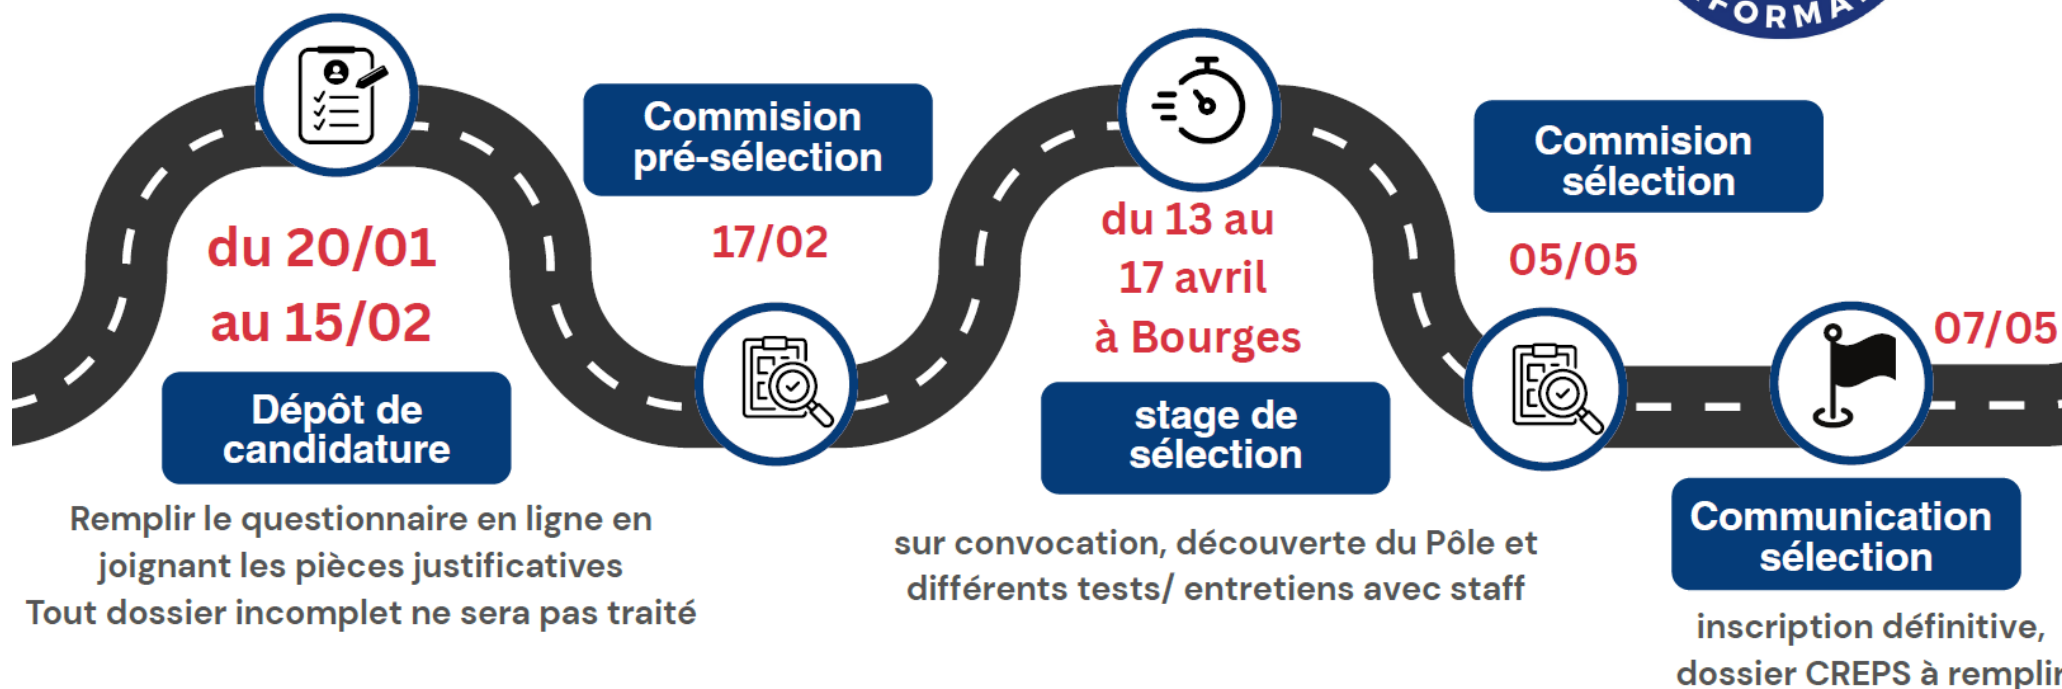 du 20/01
au 15/02
Dépôt de
candidature
Remplir le questionnaire en ligne en
joignant les pièces justificatives
Tout dossier incomplet ne sera pas traité
Commision
pré-sélection
17/02
du 13 au
17 avril
à Bourges
stage de
sélection
sur convocation, découverte du Pôle et
différents tests/ entretiens avec staff
Commision
sélection
05/05
07/05
Communication
sélection
inscription définitive,
dossier CREPS à remplir